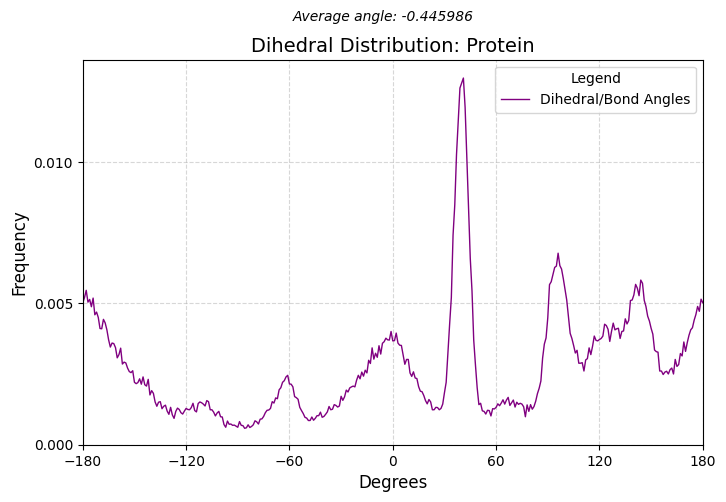 Average angle: -0.445986
Dihedral Distribution: Protein
Legend
Dihedral/Bond Angles
Frequency
0.010
0.005
0.000
−180
−120
−60
0
60
120
180
Degrees